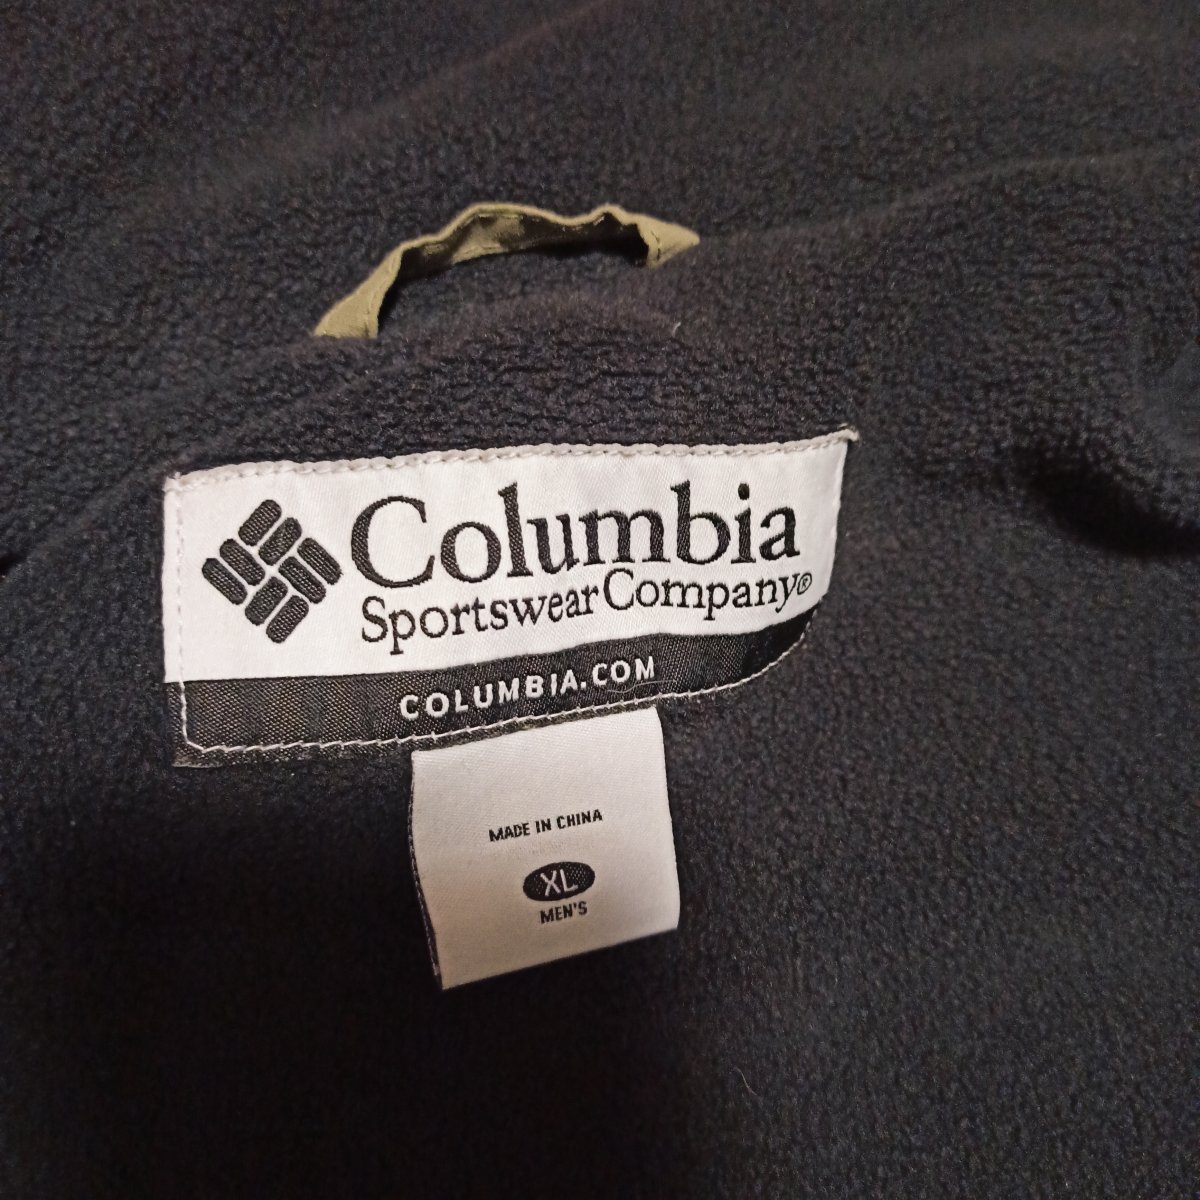 Columbia
Sportswear Company®
COLUMBIA.COM
MADE IN CHINA
XL
MEN'S